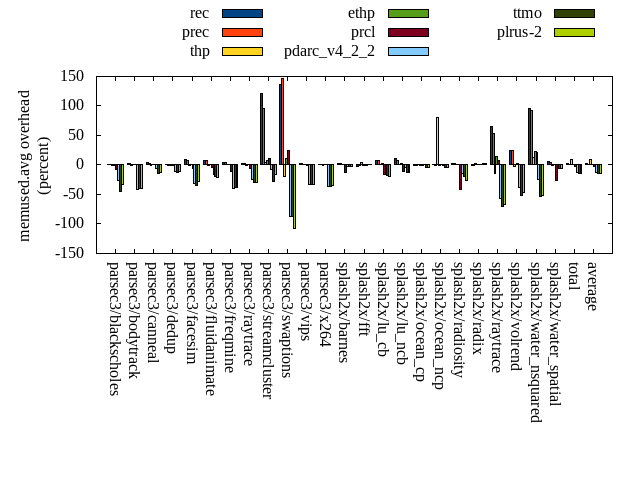 rec
prec
thp
ethp
prcl
pdarc_v4_2_2
ttmo
plrus-2
memused.avg overhead
(percent)
150
100
50
0
-50
-100
-150
parsec3/blackscholes
parsec3/bodytrack
parsec3/canneal
parsec3/dedup
parsec3/facesim
parsec3/fluidanimate
parsec3/freqmine
parsec3/raytrace
parsec3/streamcluster
parsec3/swaptions
parsec3/vips
parsec3/x264
splash2x/barnes
splash2x/fft
splash2x/lu_cb
splash2x/lu_ncb
splash2x/ocean_cp
splash2x/ocean_ncp
splash2x/radiosity
splash2x/radix
splash2x/raytrace
splash2x/volrend
splash2x/water_nsquared
splash2x/water_spatial
total
average